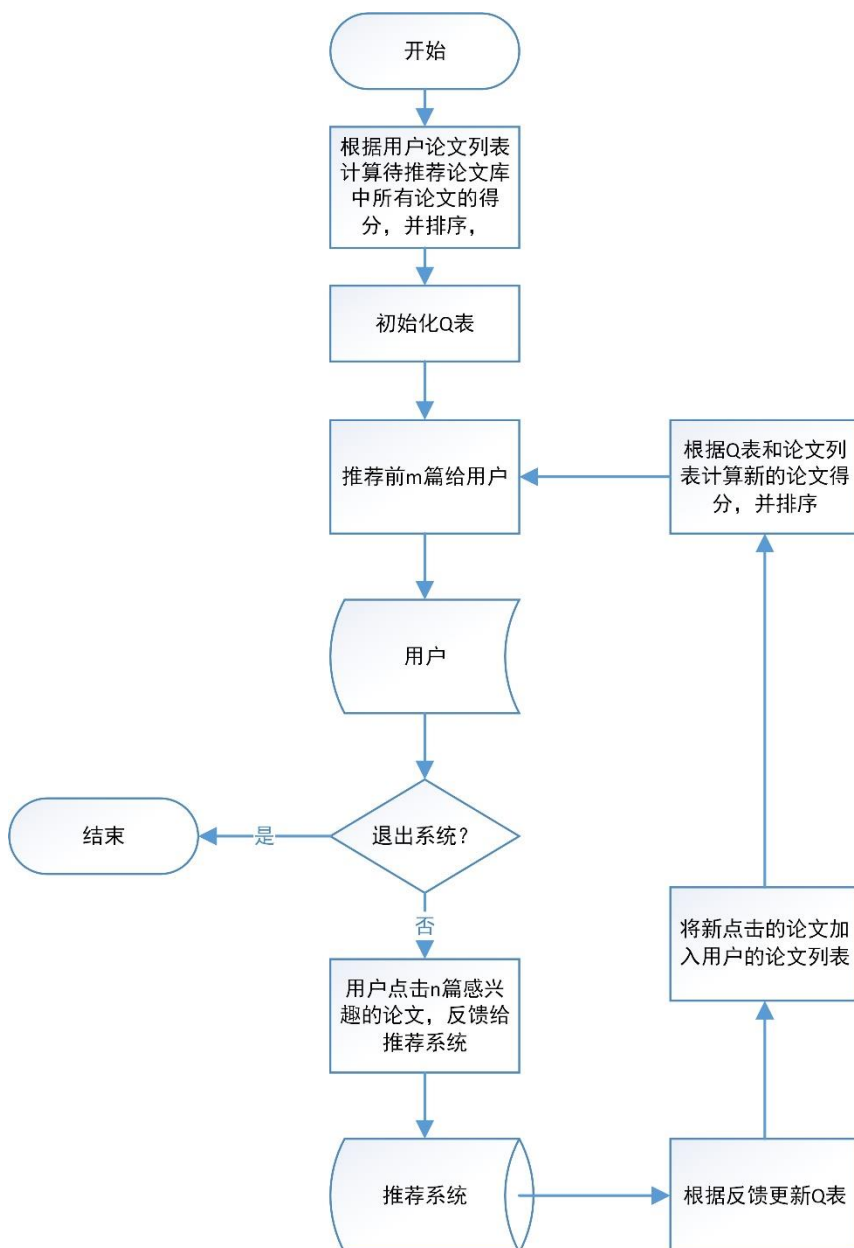 开始
根据用户论文列表
计算待推荐论文库
中所有论文的得
分，并排序，
初始化Q表
推荐前m篇给用户
根据Q表和论文列
表计算新的论文得
分，并排序
用户
退出系统？
是
结束
否
将新点击的论文加
入用户的论文列表
用户点击n篇感兴
趣的论文，反馈给
推荐系统
推荐系统
根据反馈更新Q表